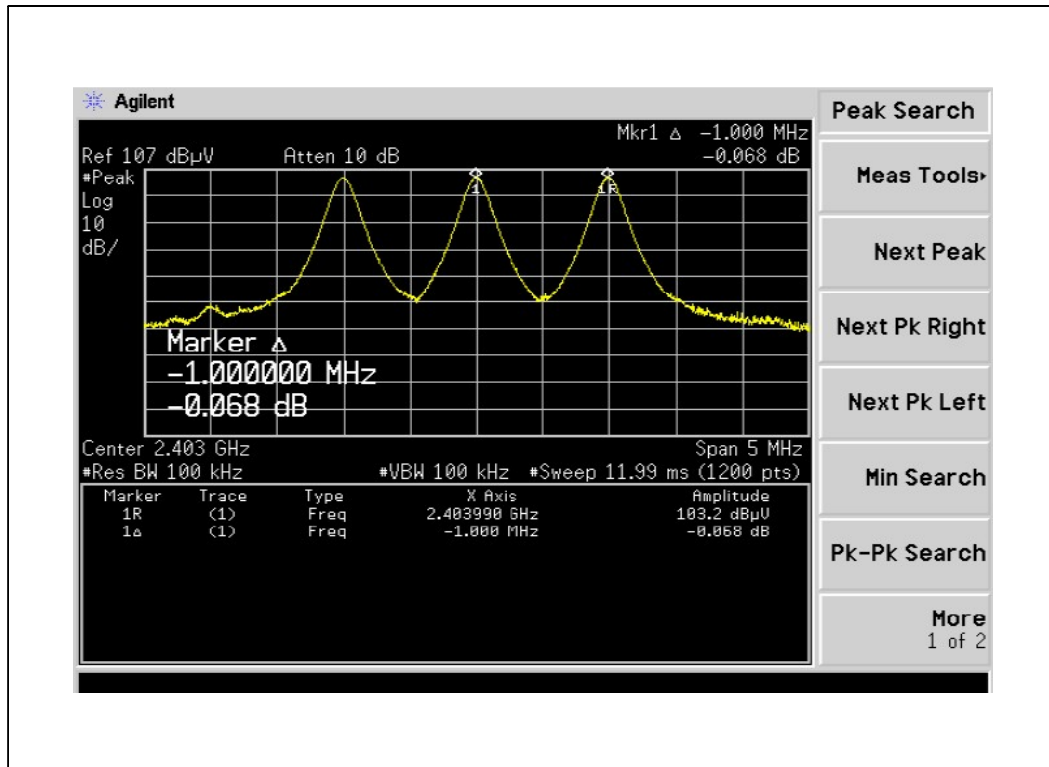 Agilent
Mkr1 Δ -1.000 MHz
Ref 107 dBµV Atten 10 dB -0.068 dB
#Peak
Log
10
dB/
1
1R
Marker Δ
-1.000000 MHz
-0.068 dB
Center 2.403 GHz Span 5 MHz
#Res BW 100 kHz #VBW 100 kHz #Sweep 11.99 ms (1200 pts)
Marker Trace Type X Axis Amplitude
1R (1) Freq 2.403990 GHz 103.2 dBµV
1Δ (1) Freq -1.000 MHz -0.068 dB
Peak Search
Meas Tools
Next Peak
Next Pk Right
Next Pk Left
Min Search
Pk-Pk Search
More
1 of 2